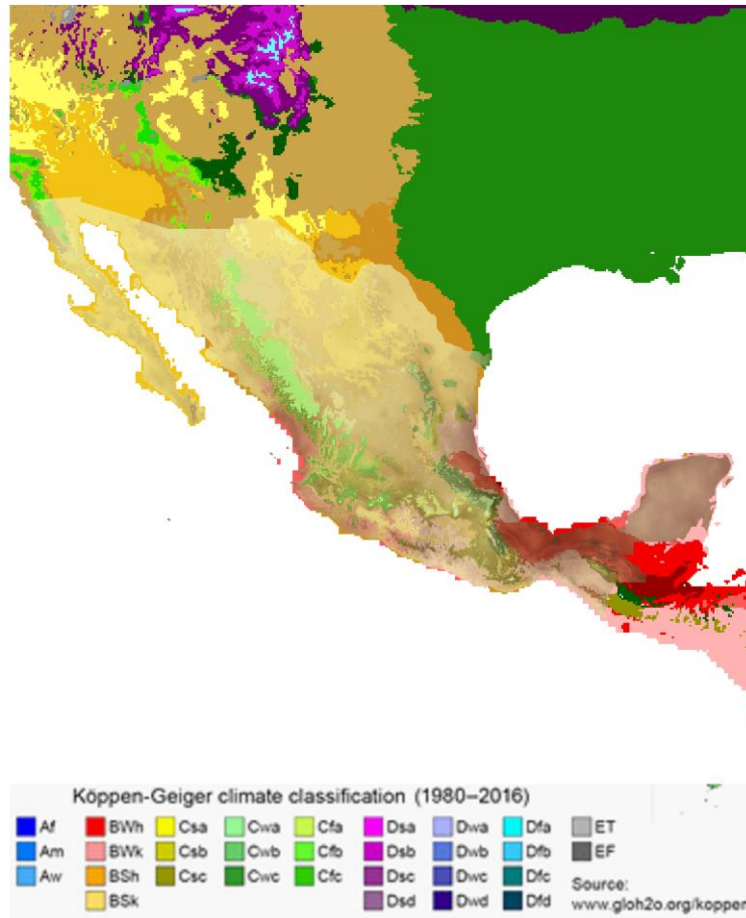 Köppen-Geiger climate classification (1980–2016)
Af BWh Csa Cwa Cfa Dsa Dwa Dfa ET
Am BWk Csb Cwb Cfb Dsb Dwb Dfb EF
Aw BSh Csc Cwc Cfc Dsc Dwc Dfc Source:
BSk Dsd Dwd Dfd www.gloh2o.org/koppen